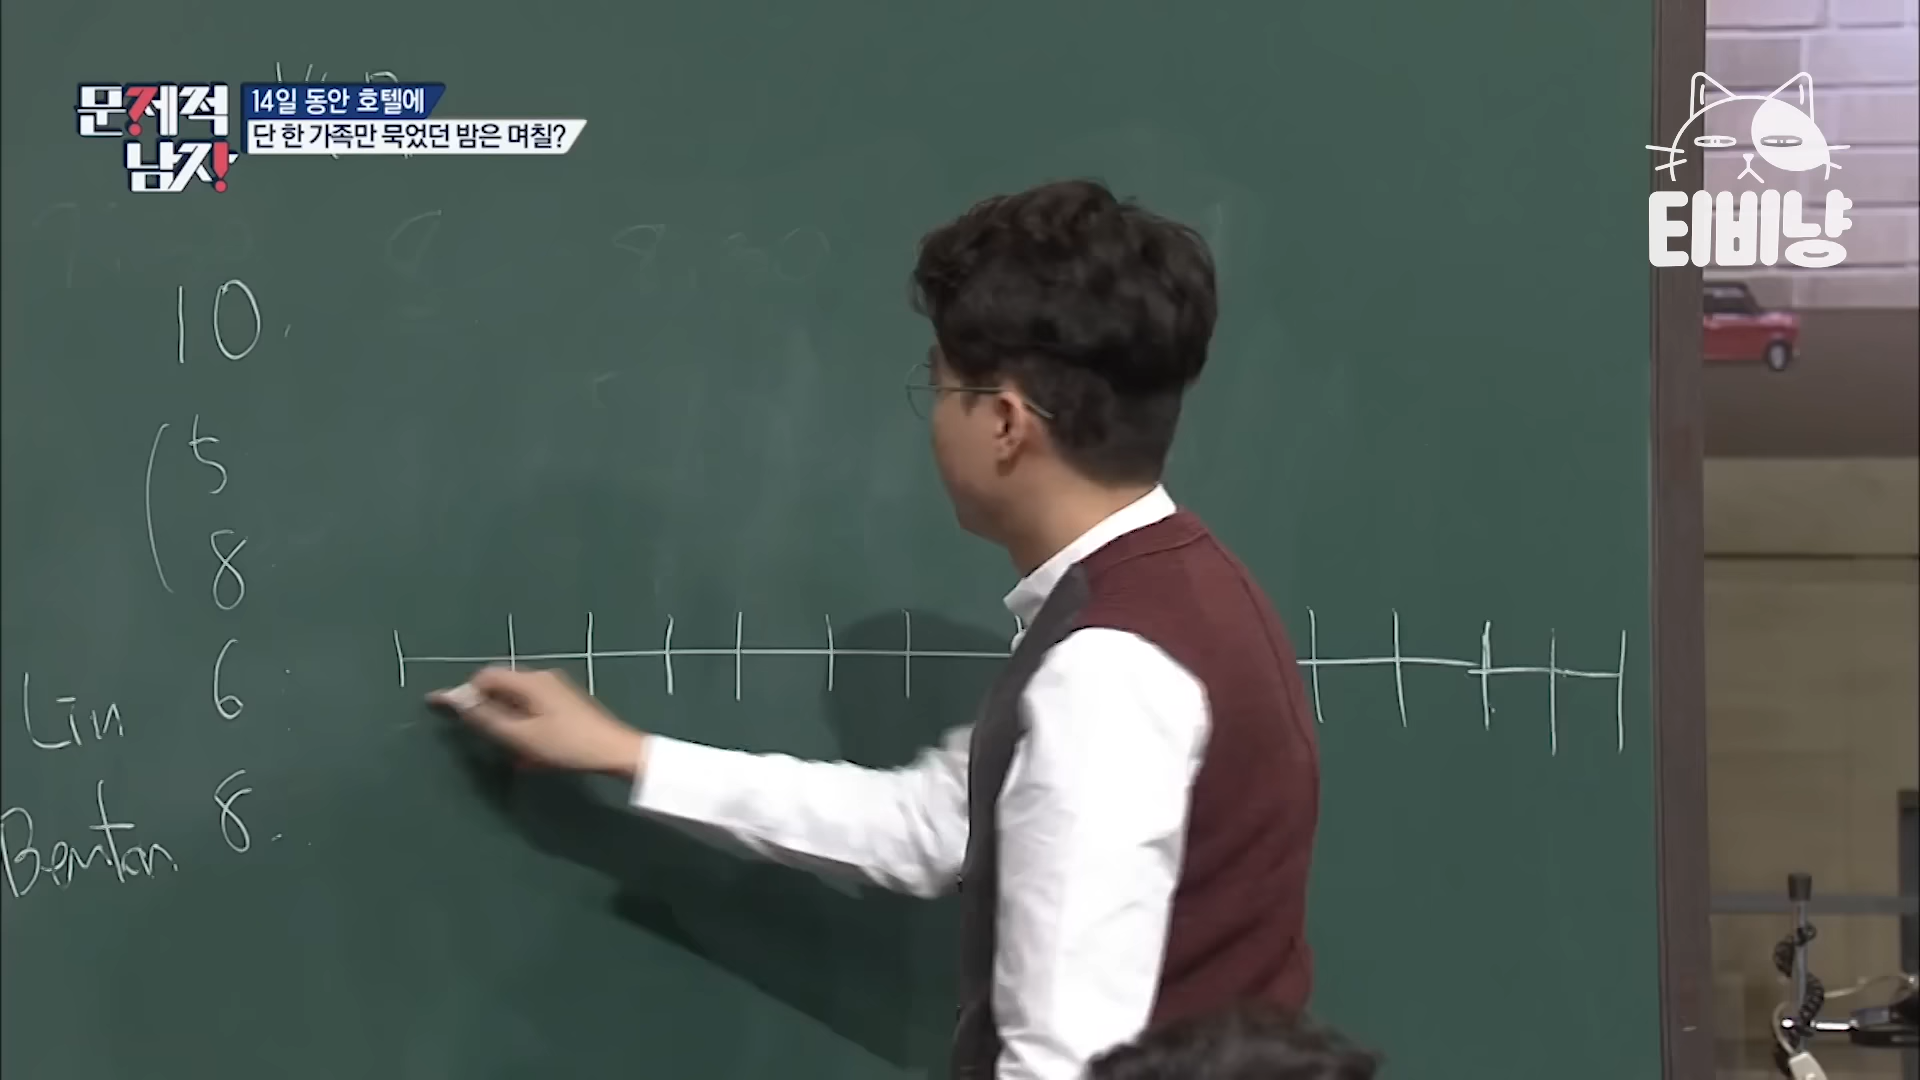 문제적
남자!
14일 동안 호텔에
단 한 가족만 묵었던 밤은 며칠?
티비냥
10.
5
8
Lin 6
Benton 8.